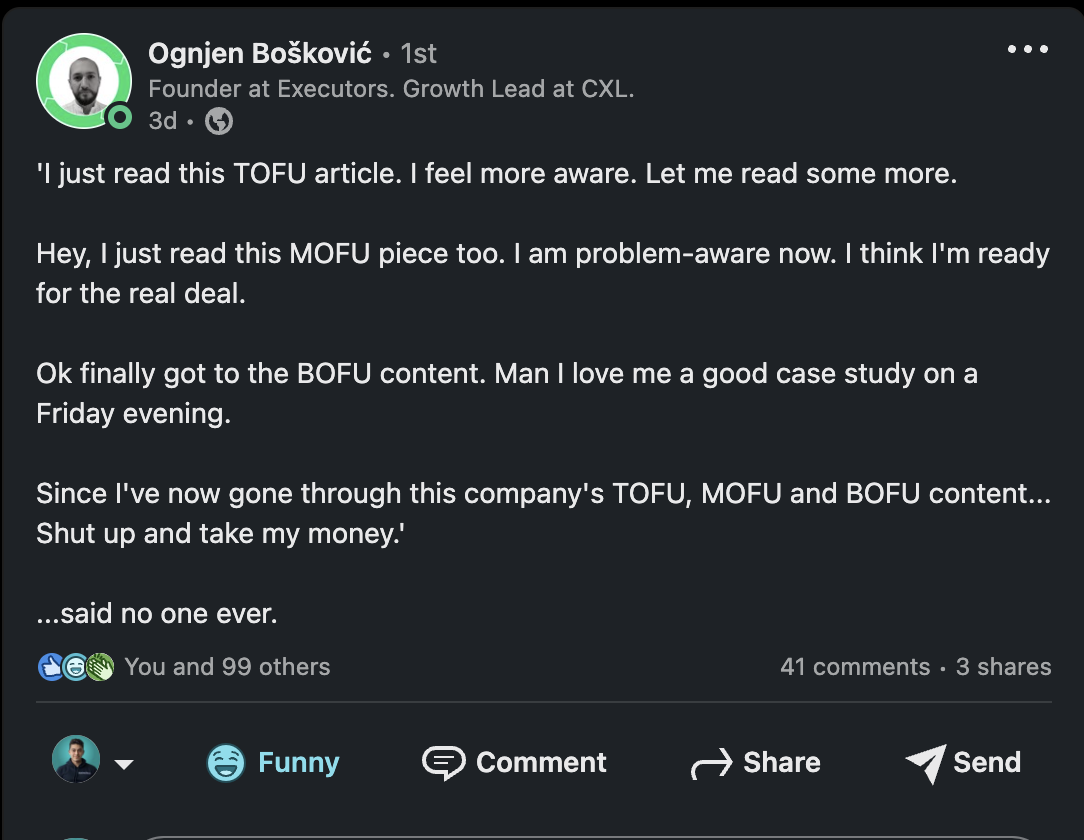 Ognjen Bošković • 1st
Founder at Executors. Growth Lead at CXL.
3d •
'I just read this TOFU article. I feel more aware. Let me read some more.
Hey, I just read this MOFU piece too. I am problem-aware now. I think I'm ready
for the real deal.
Ok finally got to the BOFU content. Man I love me a good case study on a
Friday evening.
Since I've now gone through this company's TOFU, MOFU and BOFU content...
Shut up and take my money.'
...said no one ever.
You and 99 others 41 comments • 3 shares
Funny Comment Share Send